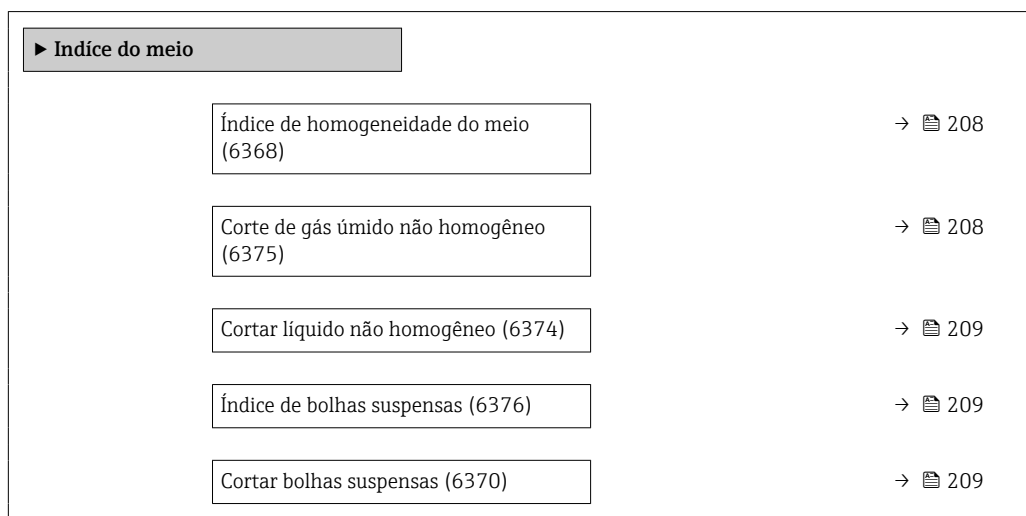 ► Indíce do meio
Índice de homogeneidade do meio
(6368)
→ 208
Corte de gás úmido não homogêneo
(6375)
→ 208
Cortar líquido não homogêneo (6374)
→ 209
Índice de bolhas suspensas (6376)
→ 209
Cortar bolhas suspensas (6370)
→ 209